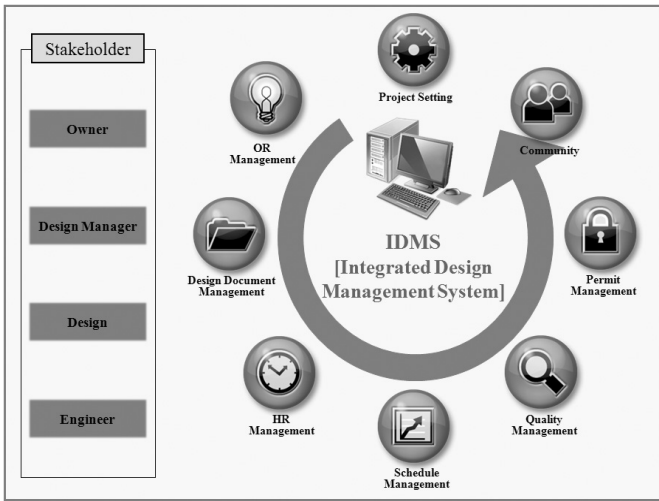 Stakeholder
Owner
Design Manager
Design
Engineer
Project Setting
OR
Management
Community
Design Document
Management
Permit
Management
HR
Management
Quality
Management
Schedule
Management
IDMS
[Integrated Design
Management System]